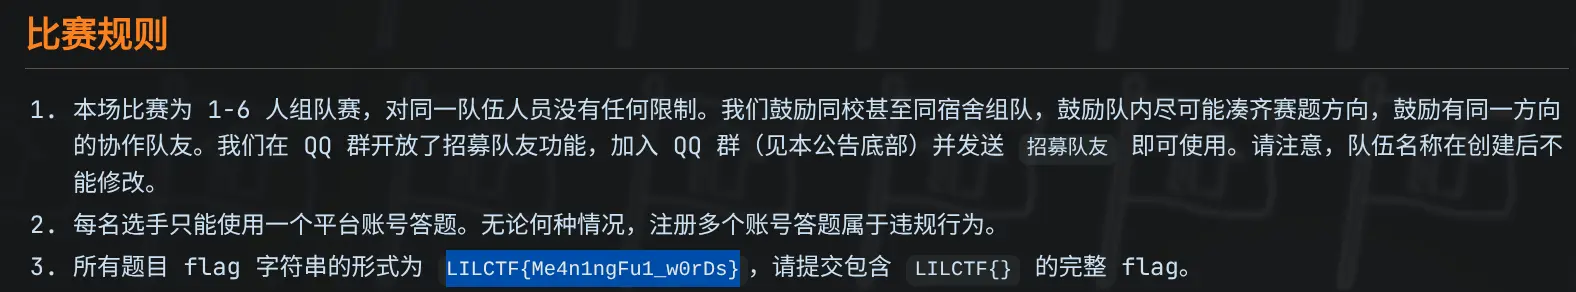 比赛规则
1. 本场比赛为 1-6 人组队赛，对同一队伍人员没有任何限制。我们鼓励同校甚至同宿舍组队，鼓励队内尽可能凑齐赛题方向，鼓励有同一方向
的协作队友。我们在 QQ 群开放了招募队友功能，加入 QQ 群（见本公告底部）并发送 招募队友 即可使用。请注意，队伍名称在创建后不
能修改。
2. 每名选手只能使用一个平台账号答题。无论何种情况，注册多个账号答题属于违规行为。
3. 所有题目 flag 字符串的形式为 LILCTF{Me4n1ngFu1_w0rDs}，请提交包含 LILCTF{} 的完整 flag。